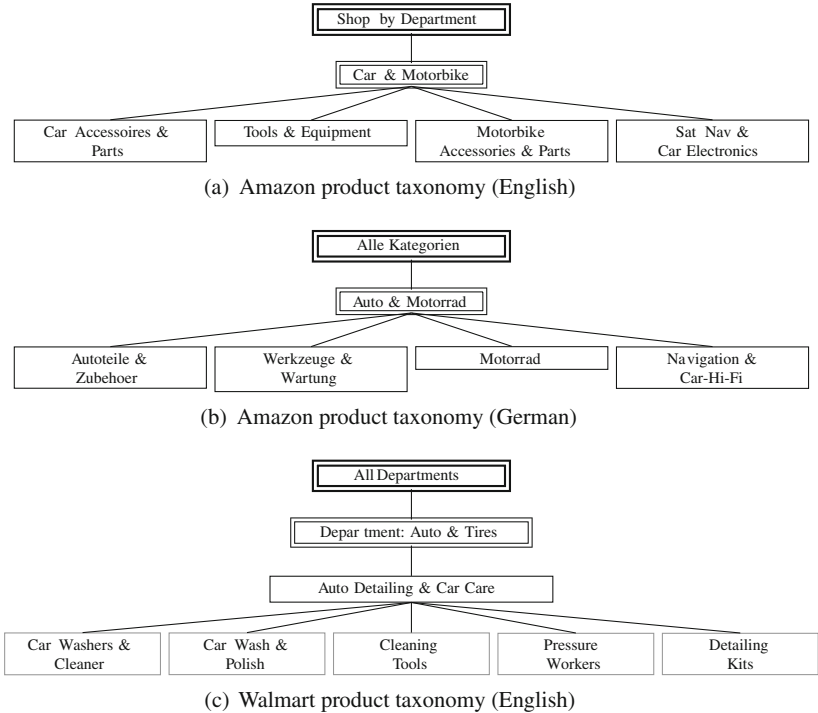 Shop by Department
Car & Motorbike
Car Accessoires &
Parts
Tools & Equipment
Motorbike
Accessories & Parts
Sat Nav &
Car Electronics
(a) Amazon product taxonomy (English)
Alle Kategorien
Auto & Motorrad
Autoteile &
Zubehoer
Werkzeuge &
Wartung
Motorrad
Navigation &
Car-Hi-Fi
(b) Amazon product taxonomy (German)
All Departments
Depar tment: Auto & Tires
Auto Detailing & Car Care
Car Washers &
Cleaner
Car Wash &
Polish
Cleaning
Tools
Pressure
Workers
Detailing
Kits
(c) Walmart product taxonomy (English)